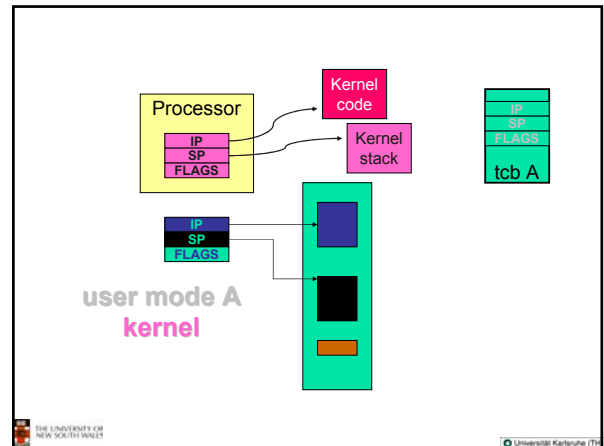 Processor
IP
SP
FLAGS
Kernel
code
Kernel
stack
IP
SP
FLAGS
tcb A
IP
SP
FLAGS
user mode A
kernel
THE UNIVERSITY OF
NEW SOUTH WALES
Universität Karlsruhe (TH